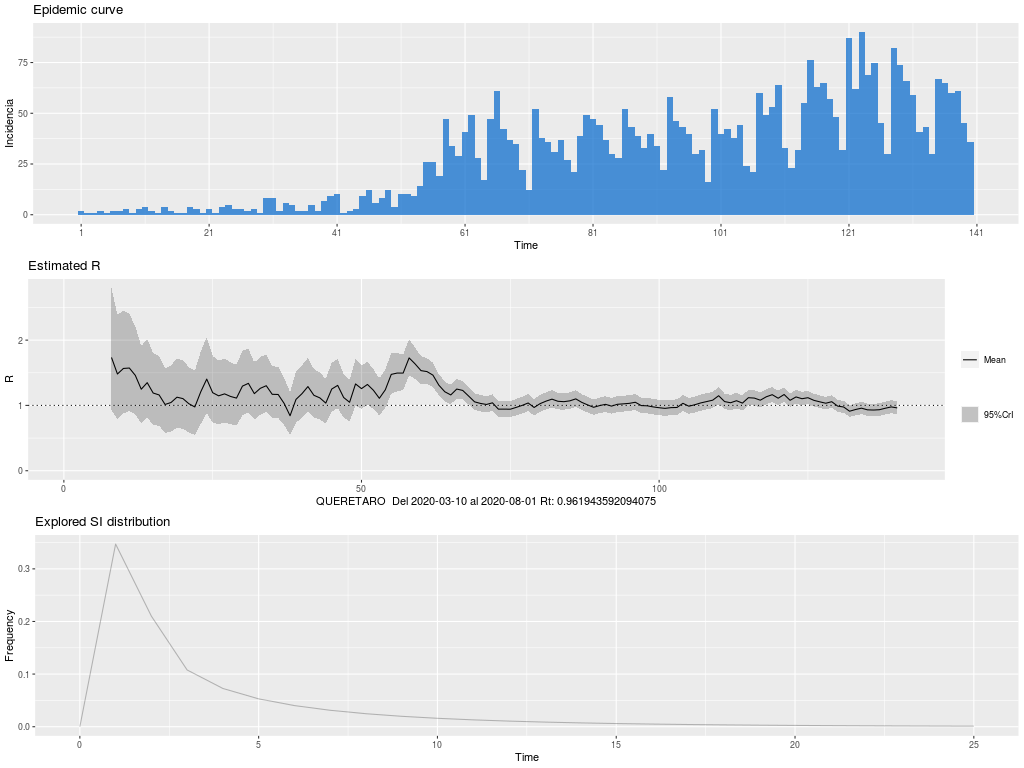 Epidemic curve
75
50
25
0
Incidencia
1 21 41 61 81 101 121 141
Time
Estimated R
2
1
0
R
0 50 100
Mean
95%CrI
QUERETARO Del 2020-03-10 al 2020-08-01 Rt: 0.961943592094075
Explored SI distribution
0.3
0.2
0.1
0.0
Frequency
0 5 10 15 20 25
Time